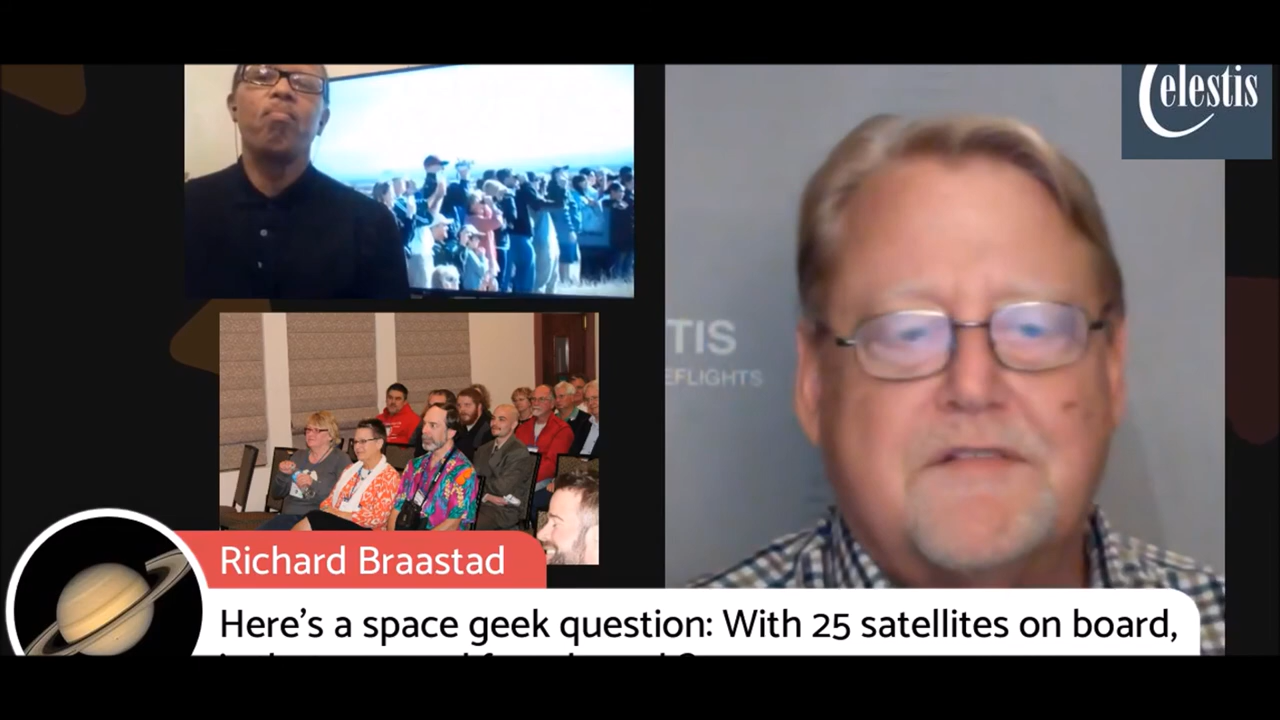 Celestis
TIS
EFLIGHTS
Richard Braastad
Here's a space geek question: With 25 satellites on board,